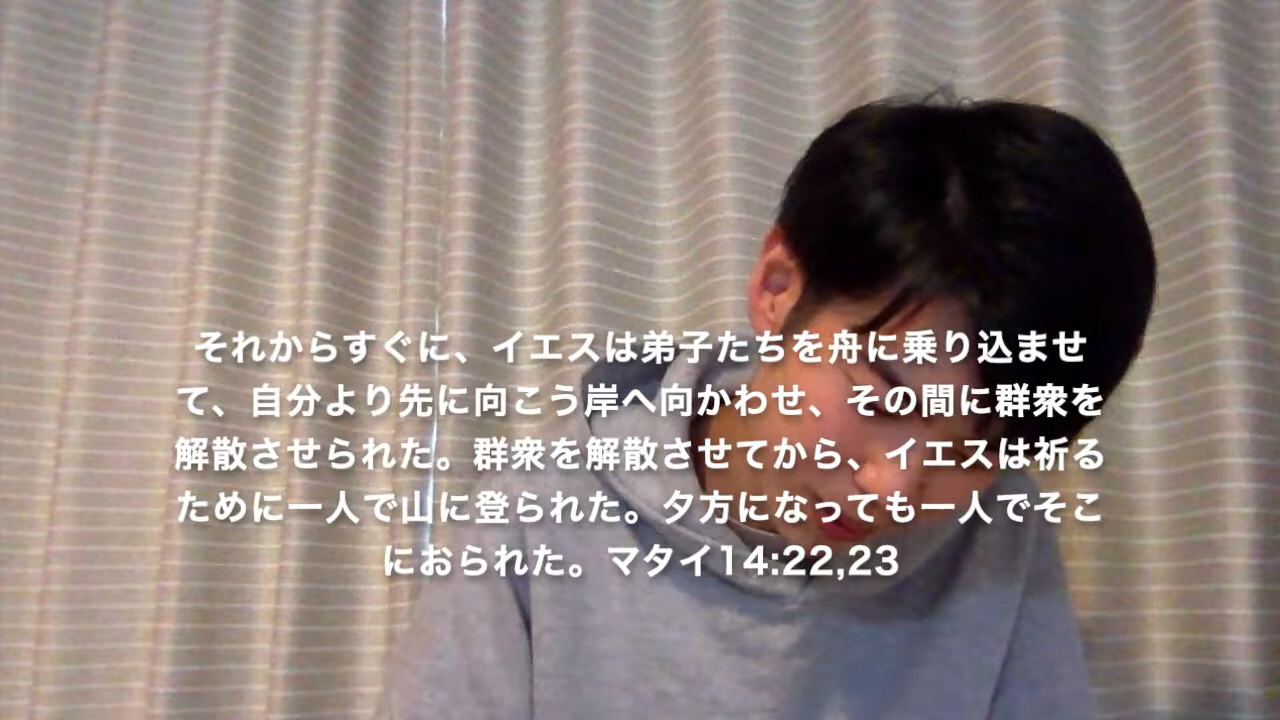 それからすぐに、イエスは弟子たちを舟に乗り込ませ
て、自分より先に向こう岸へ向かわせ、その間に群衆を
解散させられた。群衆を解散させてから、イエスは祈る
ために一人で山に登られた。夕方になっても一人でそこ
におられた。マタイ14:22,23